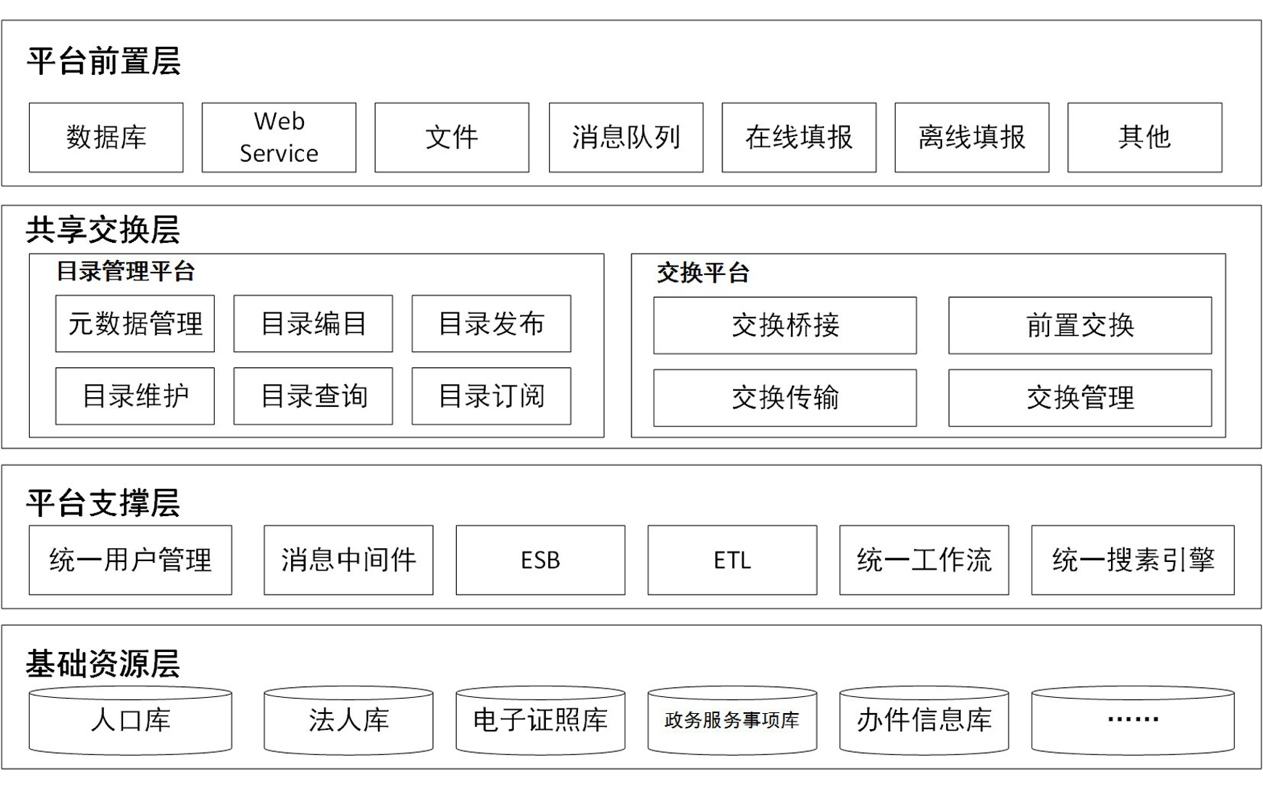 平台前置层
数据库
Web
Service
文件
消息队列
在线填报
离线填报
其他
共享交换层
目录管理平台
元数据管理
目录编目
目录发布
目录维护
目录查询
目录订阅
交换平台
交换桥接
前置交换
交换传输
交换管理
平台支撑层
统一用户管理
消息中间件
ESB
ETL
统一工作流
统一搜素引擎
基础资源层
人口库
法人库
电子证照库
政务服务事项库
办件信息库
······